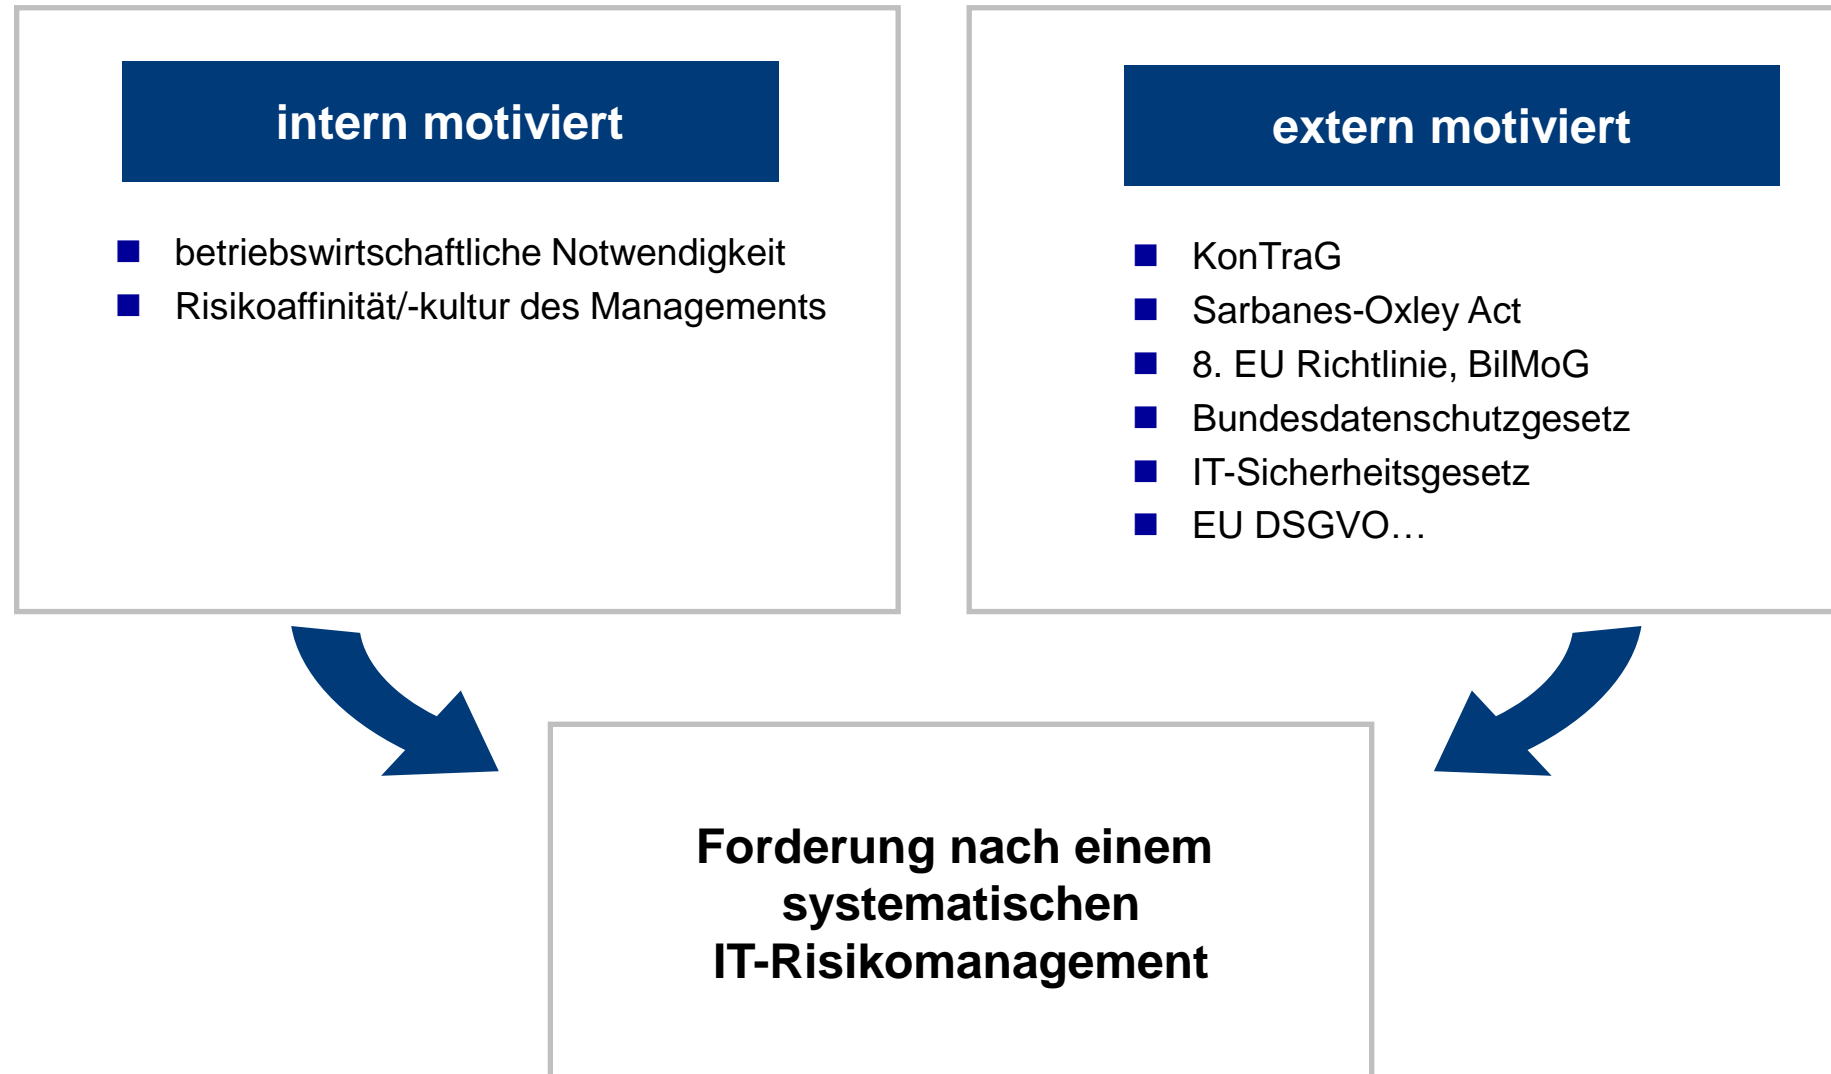 intern motiviert
betriebswirtschaftliche Notwendigkeit
Risikoaffinität/-kultur des Managements
extern motiviert
KonTraG
Sarbanes-Oxley Act
8. EU Richtlinie, BilMoG
Bundesdatenschutzgesetz
IT-Sicherheitsgesetz
EU DSGVO…
Forderung nach einem
systematischen
IT-Risikomanagement